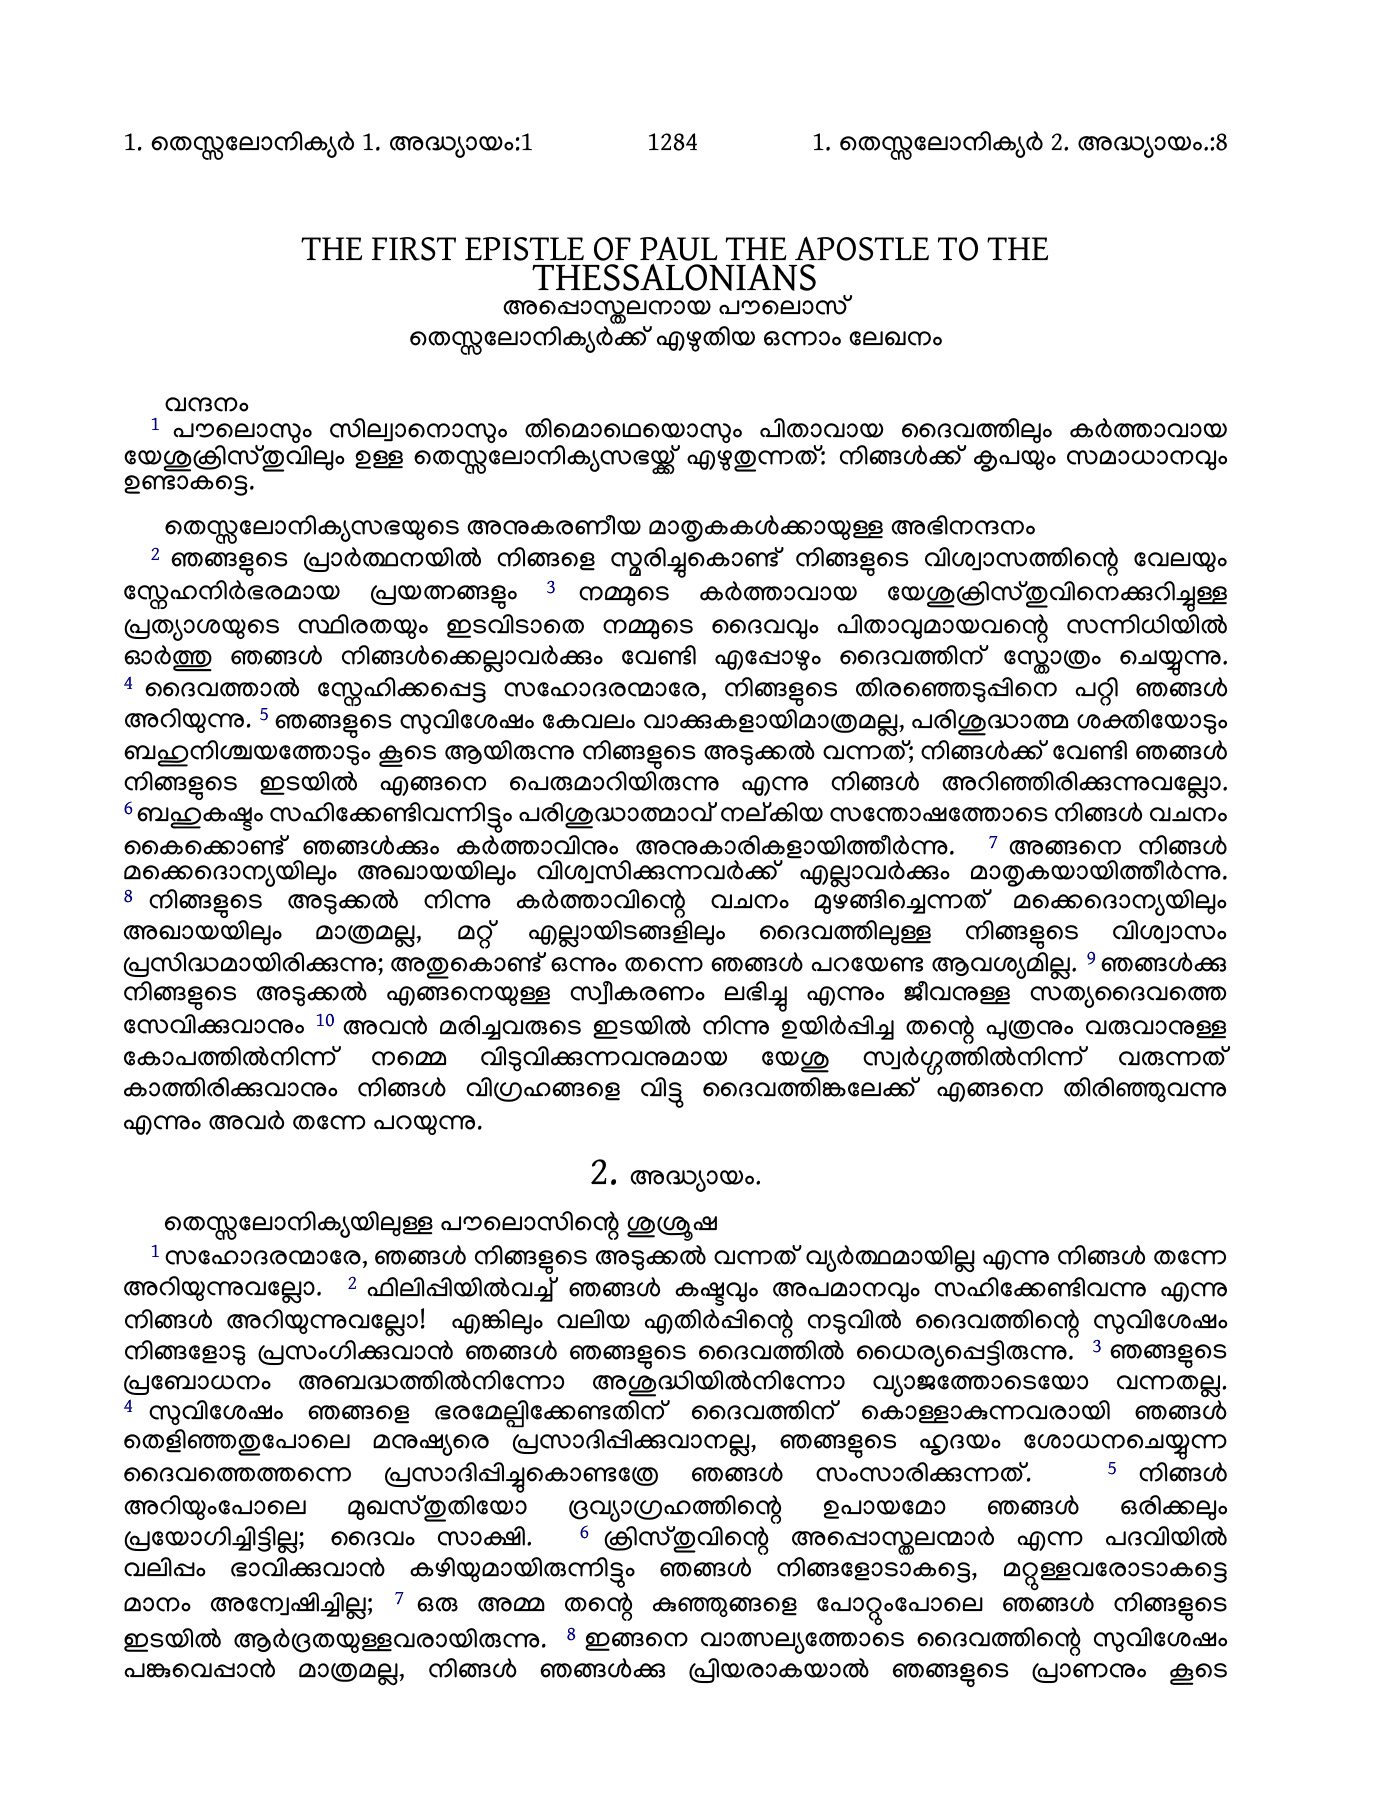 1. തെസ്സലോനിക്യർ 1. അദ്ധ്യായം:1 1284 1. തെസ്സലോനിക്യർ 2. അദ്ധ്യായം.:8
THE FIRST EPISTLE OF PAUL THE APOSTLE TO THE
THESSALONIANS
അപ്പൊസ്തലനായ പൗലൊസ്
തെസ്സലോനിക്യർക്ക് എഴുതിയ ഒന്നാം ലേഖനം
വന്ദനം
1 പൗലൊസും സില്വാനൊസും തിമൊഥെയൊസും പിതാവായ ദൈവത്തിലും കർത്താവായ
യേശുക്രിസ്തുവിലും ഉള്ള തെസ്സലോനിക്യസഭയ്ക്ക് എഴുതുന്നത്: നിങ്ങൾക്ക് കൃപയും സമാധാനവും
ഉണ്ടാകട്ടെ.
തെസ്സലോനിക്യസഭയുടെ അനുകരണീയ മാതൃകകൾക്കായുള്ള അഭിനന്ദനം
2 ഞങ്ങളുടെ പ്രാർത്ഥനയിൽ നിങ്ങളെ സ്മരിച്ചുകൊണ്ട് നിങ്ങളുടെ വിശ്വാസത്തിന്റെ വേലയും
സ്നേഹനിർഭരമായ പ്രയത്നങ്ങളും 3 നമ്മുടെ കർത്താവായ യേശുക്രിസ്തുവിനെക്കുറിച്ചുള്ള
പ്രത്യാശയുടെ സ്ഥിരതയും ഇടവിടാതെ നമ്മുടെ ദൈവവും പിതാവുമായവന്റെ സന്നിധിയിൽ
ഓർത്തു ഞങ്ങൾ നിങ്ങൾക്കെല്ലാവർക്കും വേണ്ടി എപ്പോഴും ദൈവത്തിന് സ്തോത്രം ചെയ്യുന്നു.
4 ദൈവത്താൽ സ്നേഹിക്കപ്പെട്ട സഹോദരന്മാരേ, നിങ്ങളുടെ തിരഞ്ഞെടുപ്പിനെ പറ്റി ഞങ്ങൾ
അറിയുന്നു. 5 ഞങ്ങളുടെ സുവിശേഷം കേവലം വാക്കുകളായിമാത്രമല്ല, പരിശുദ്ധാത്മ ശക്തിയോടും
ബഹുനിശ്ചയത്തോടും കൂടെ ആയിരുന്നു നിങ്ങളുടെ അടുക്കൽ വന്നത്; നിങ്ങൾക്ക് വേണ്ടി ഞങ്ങൾ
നിങ്ങളുടെ ഇടയിൽ എങ്ങനെ പെരുമാറിയിരുന്നു എന്നു നിങ്ങൾ അറിഞ്ഞിരിക്കുന്നുവല്ലോ.
6 ബഹുകഷ്ടം സഹിക്കേണ്ടിവന്നിട്ടും പരിശുദ്ധാത്മാവ് നല്കിയ സന്തോഷത്തോടെ നിങ്ങൾ വചനം
കൈക്കൊണ്ട് ഞങ്ങൾക്കും കർത്താവിനും അനുകാരികളായിത്തീർന്നു. 7 അങ്ങനെ നിങ്ങൾ
മക്കെദൊന്യയിലും അഖായയിലും വിശ്വസിക്കുന്നവർക്ക് എല്ലാവർക്കും മാതൃകയായിത്തീർന്നു.
8 നിങ്ങളുടെ അടുക്കൽ നിന്നു കർത്താവിന്റെ വചനം മുഴങ്ങിച്ചെന്നത് മക്കെദൊന്യയിലും
അഖായയിലും മാത്രമല്ല, മറ്റ് എല്ലായിടങ്ങളിലും ദൈവത്തിലുള്ള നിങ്ങളുടെ വിശ്വാസം
പ്രസിദ്ധമായിരിക്കുന്നു; അതുകൊണ്ട് ഒന്നും തന്നെ ഞങ്ങൾ പറയേണ്ട ആവശ്യമില്ല. 9 ഞങ്ങൾക്കു
നിങ്ങളുടെ അടുക്കൽ എങ്ങനെയുള്ള സ്വീകരണം ലഭിച്ചു എന്നും ജീവനുള്ള സത്യദൈവത്തെ
സേവിക്കുവാനും 10 അവൻ മരിച്ചവരുടെ ഇടയിൽ നിന്നു ഉയിർപ്പിച്ച തന്റെ പുത്രനും വരുവാനുള്ള
കോപത്തിൽനിന്ന് നമ്മെ വിടുവിക്കുന്നവനുമായ യേശു സ്വർഗ്ഗത്തിൽനിന്ന് വരുന്നത്
കാത്തിരിക്കുവാനും നിങ്ങൾ വിഗ്രഹങ്ങളെ വിട്ടു ദൈവത്തിങ്കലേക്ക് എങ്ങനെ തിരിഞ്ഞുവന്നു
എന്നും അവർ തന്നേ പറയുന്നു.
2. അദ്ധ്യായം.
തെസ്സലോനിക്യയിലുള്ള പൗലൊസിന്റെ ശുശ്രൂഷ
1 സഹോദരന്മാരേ, ഞങ്ങൾ നിങ്ങളുടെ അടുക്കൽ വന്നത് വ്യർത്ഥമായില്ല എന്നു നിങ്ങൾ തന്നേ
അറിയുന്നുവല്ലോ. 2 ഫിലിപ്പിയിൽവച്ച് ഞങ്ങൾ കഷ്ടവും അപമാനവും സഹിക്കേണ്ടിവന്നു എന്നു
നിങ്ങൾ അറിയുന്നുവല്ലോ! എങ്കിലും വലിയ എതിർപ്പിന്റെ നടുവിൽ ദൈവത്തിന്റെ സുവിശേഷം
നിങ്ങളോടു പ്രസംഗിക്കുവാൻ ഞങ്ങൾ ഞങ്ങളുടെ ദൈവത്തിൽ ധൈര്യപ്പെട്ടിരുന്നു. 3 ഞങ്ങളുടെ
പ്രബോധനം അബദ്ധത്തിൽനിന്നോ അശുദ്ധിയിൽനിന്നോ വ്യാജത്തോടെയോ വന്നതല്ല.
4 സുവിശേഷം ഞങ്ങളെ ഭരമേല്പിക്കേണ്ടതിന് ദൈവത്തിന് കൊള്ളാകുന്നവരായി ഞങ്ങൾ
തെളിഞ്ഞതുപോലെ മനുഷ്യരെ പ്രസാദിപ്പിക്കുവാനല്ല, ഞങ്ങളുടെ ഹൃദയം ശോധനചെയ്യുന്ന
ദൈവത്തെത്തന്നെ പ്രസാദിപ്പിച്ചുകൊണ്ടത്രേ ഞങ്ങൾ സംസാരിക്കുന്നത്. 5 നിങ്ങൾ
അറിയുംപോലെ മുഖസ്തുതിയോ ദ്രവ്യാഗ്രഹത്തിന്റെ ഉപായമോ ഞങ്ങൾ ഒരിക്കലും
പ്രയോഗിച്ചിട്ടില്ല; ദൈവം സാക്ഷി. 6 ക്രിസ്തുവിന്റെ അപ്പൊസ്തലന്മാർ എന്ന പദവിയിൽ
വലിപ്പം ഭാവിക്കുവാൻ കഴിയുമായിരുന്നിട്ടും ഞങ്ങൾ നിങ്ങളോടാകട്ടെ, മറ്റുള്ളവരോടാകട്ടെ
മാനം അന്വേഷിച്ചില്ല; 7 ഒരു അമ്മ തന്റെ കുഞ്ഞുങ്ങളെ പോറ്റുംപോലെ ഞങ്ങൾ നിങ്ങളുടെ
ഇടയിൽ ആർദ്രതയുള്ളവരായിരുന്നു. 8 ഇങ്ങനെ വാത്സല്യത്തോടെ ദൈവത്തിന്റെ സുവിശേഷം
പങ്കുവെപ്പാൻ മാത്രമല്ല, നിങ്ങൾ ഞങ്ങൾക്കു പ്രിയരാകയാൽ ഞങ്ങളുടെ പ്രാണനും കൂടെ